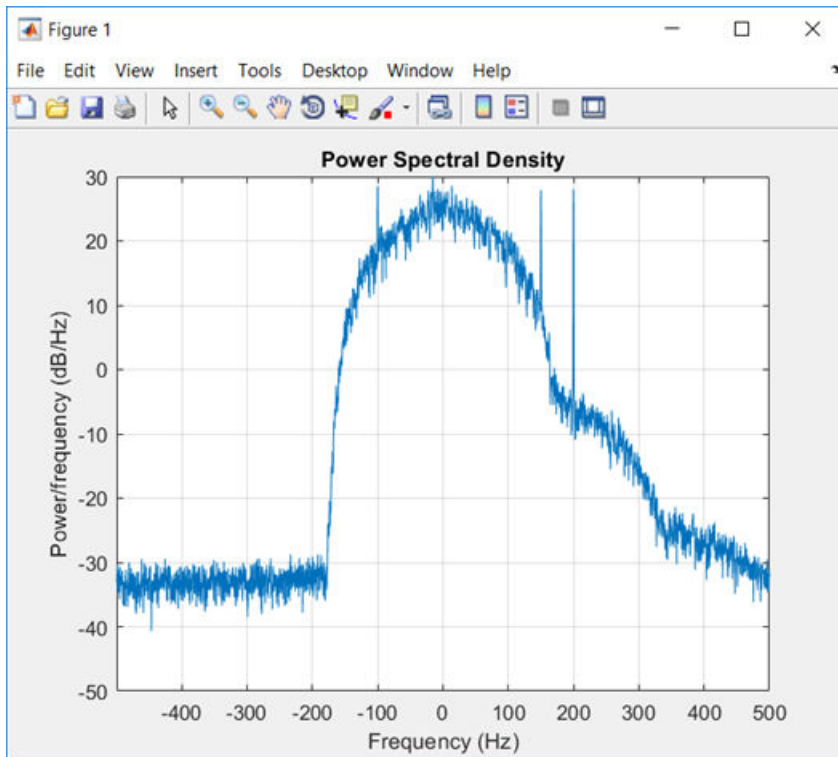 Figure 1
File Edit View Insert Tools Desktop Window Help
Power Spectral Density
30
20
10
0
-10
-20
-30
-40
-50
Power/frequency (dB/Hz)
-400 -300 -200 -100 0 100 200 300 400 500
Frequency (Hz)